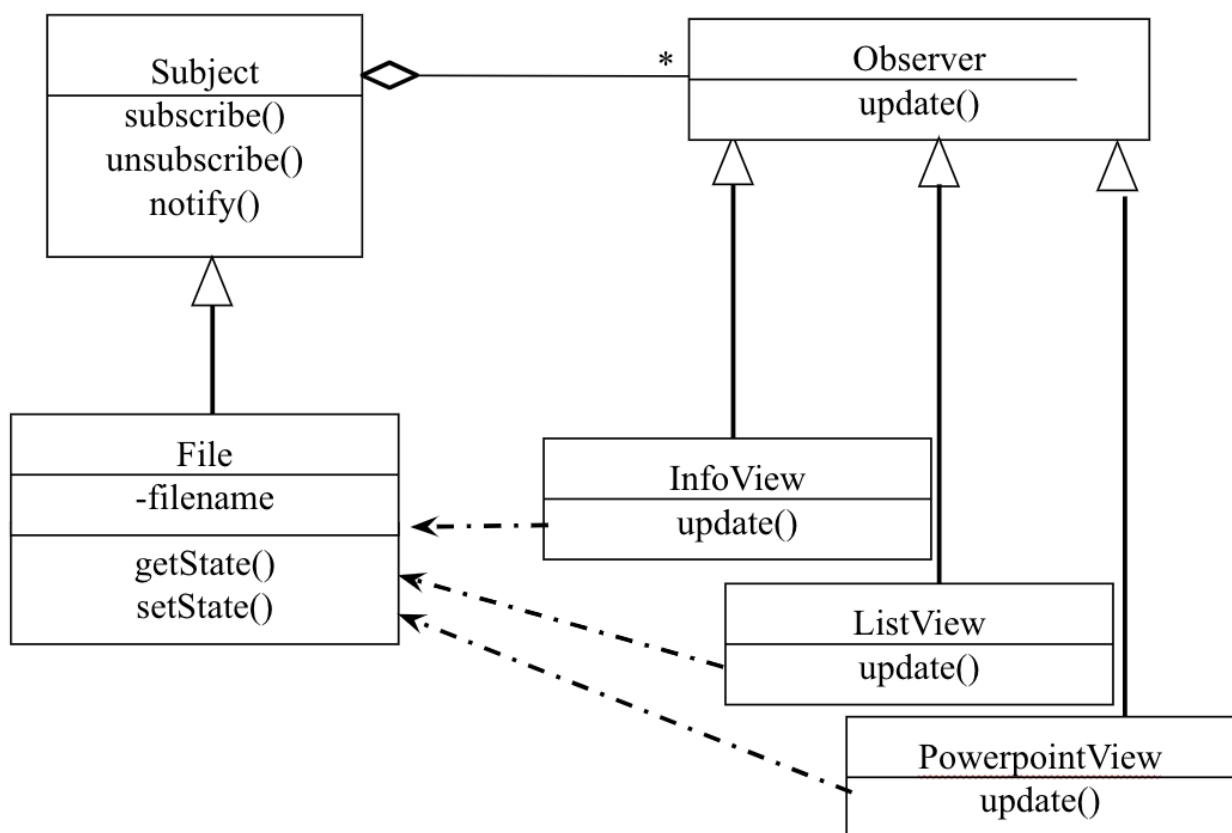 Subject
subscribe()
unsubscribe()
notify()
*
Observer
update()
File
-filename
getState()
setState()
InfoView
update()
ListView
update()
PowerpointView
update()